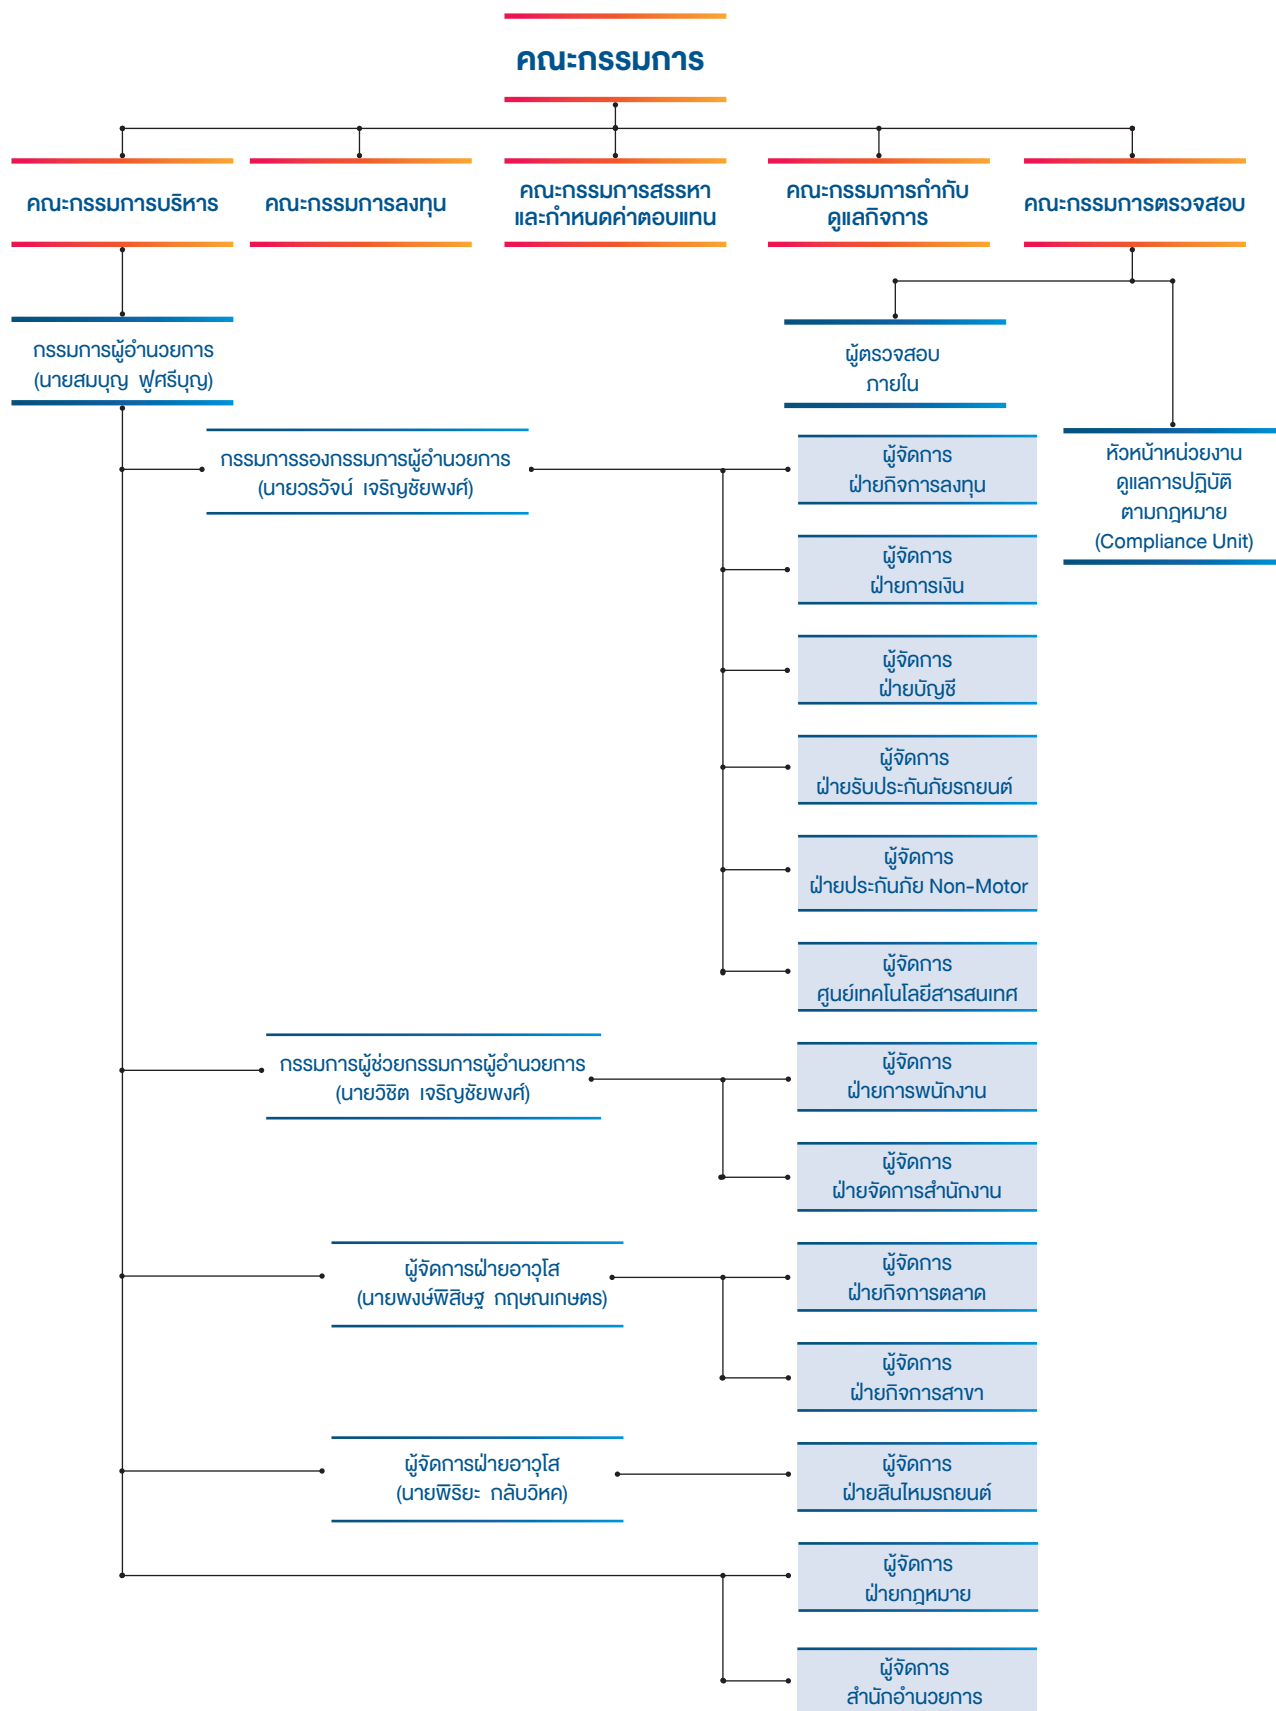 คณะกรรมการ
คณะกรรมการบริหาร
คณะกรรมการลงทุน
คณะกรรมการสรรหา
และกำหนดค่าตอบแทน
คณะกรรมการกำกับ
ดูแลกิจการ
คณะกรรมการตรวจสอบ
กรรมการผู้อำนวยการ
(นายสมบุญ ฟูศรีบุญ)
ผู้ตรวจสอบ
ภายใน
หัวหน้าหน่วยงาน
ดูแลการปฏิบัติ
ตามกฎหมาย
(Compliance Unit)
กรรมการรองกรรมการผู้อำนวยการ
(นายวรวัจน์ เจริญชัยพงศ์)
ผู้จัดการ
ฝ่ายกิจการลงทุน
ผู้จัดการ
ฝ่ายการเงิน
ผู้จัดการ
ฝ่ายบัญชี
ผู้จัดการ
ฝ่ายรับประกันภัยรถยนต์
ผู้จัดการ
ฝ่ายประกันภัย Non-Motor
ผู้จัดการ
ศูนย์เทคโนโลยีสารสนเทศ
กรรมการผู้ช่วยกรรมการผู้อำนวยการ
(นายวิชิต เจริญชัยพงศ์)
ผู้จัดการ
ฝ่ายการพนักงาน
ผู้จัดการ
ฝ่ายจัดการสำนักงาน
ผู้จัดการฝ่ายอาวุโส
(นายพงษ์พิสิษฐ กฤษณเกษตร)
ผู้จัดการ
ฝ่ายกิจการตลาด
ผู้จัดการ
ฝ่ายกิจการสาขา
ผู้จัดการฝ่ายอาวุโส
(นายพิริยะ กลับวิหค)
ผู้จัดการ
ฝ่ายสินไหมรถยนต์
ผู้จัดการ
ฝ่ายกฎหมาย
ผู้จัดการ
สำนักอำนวยการ